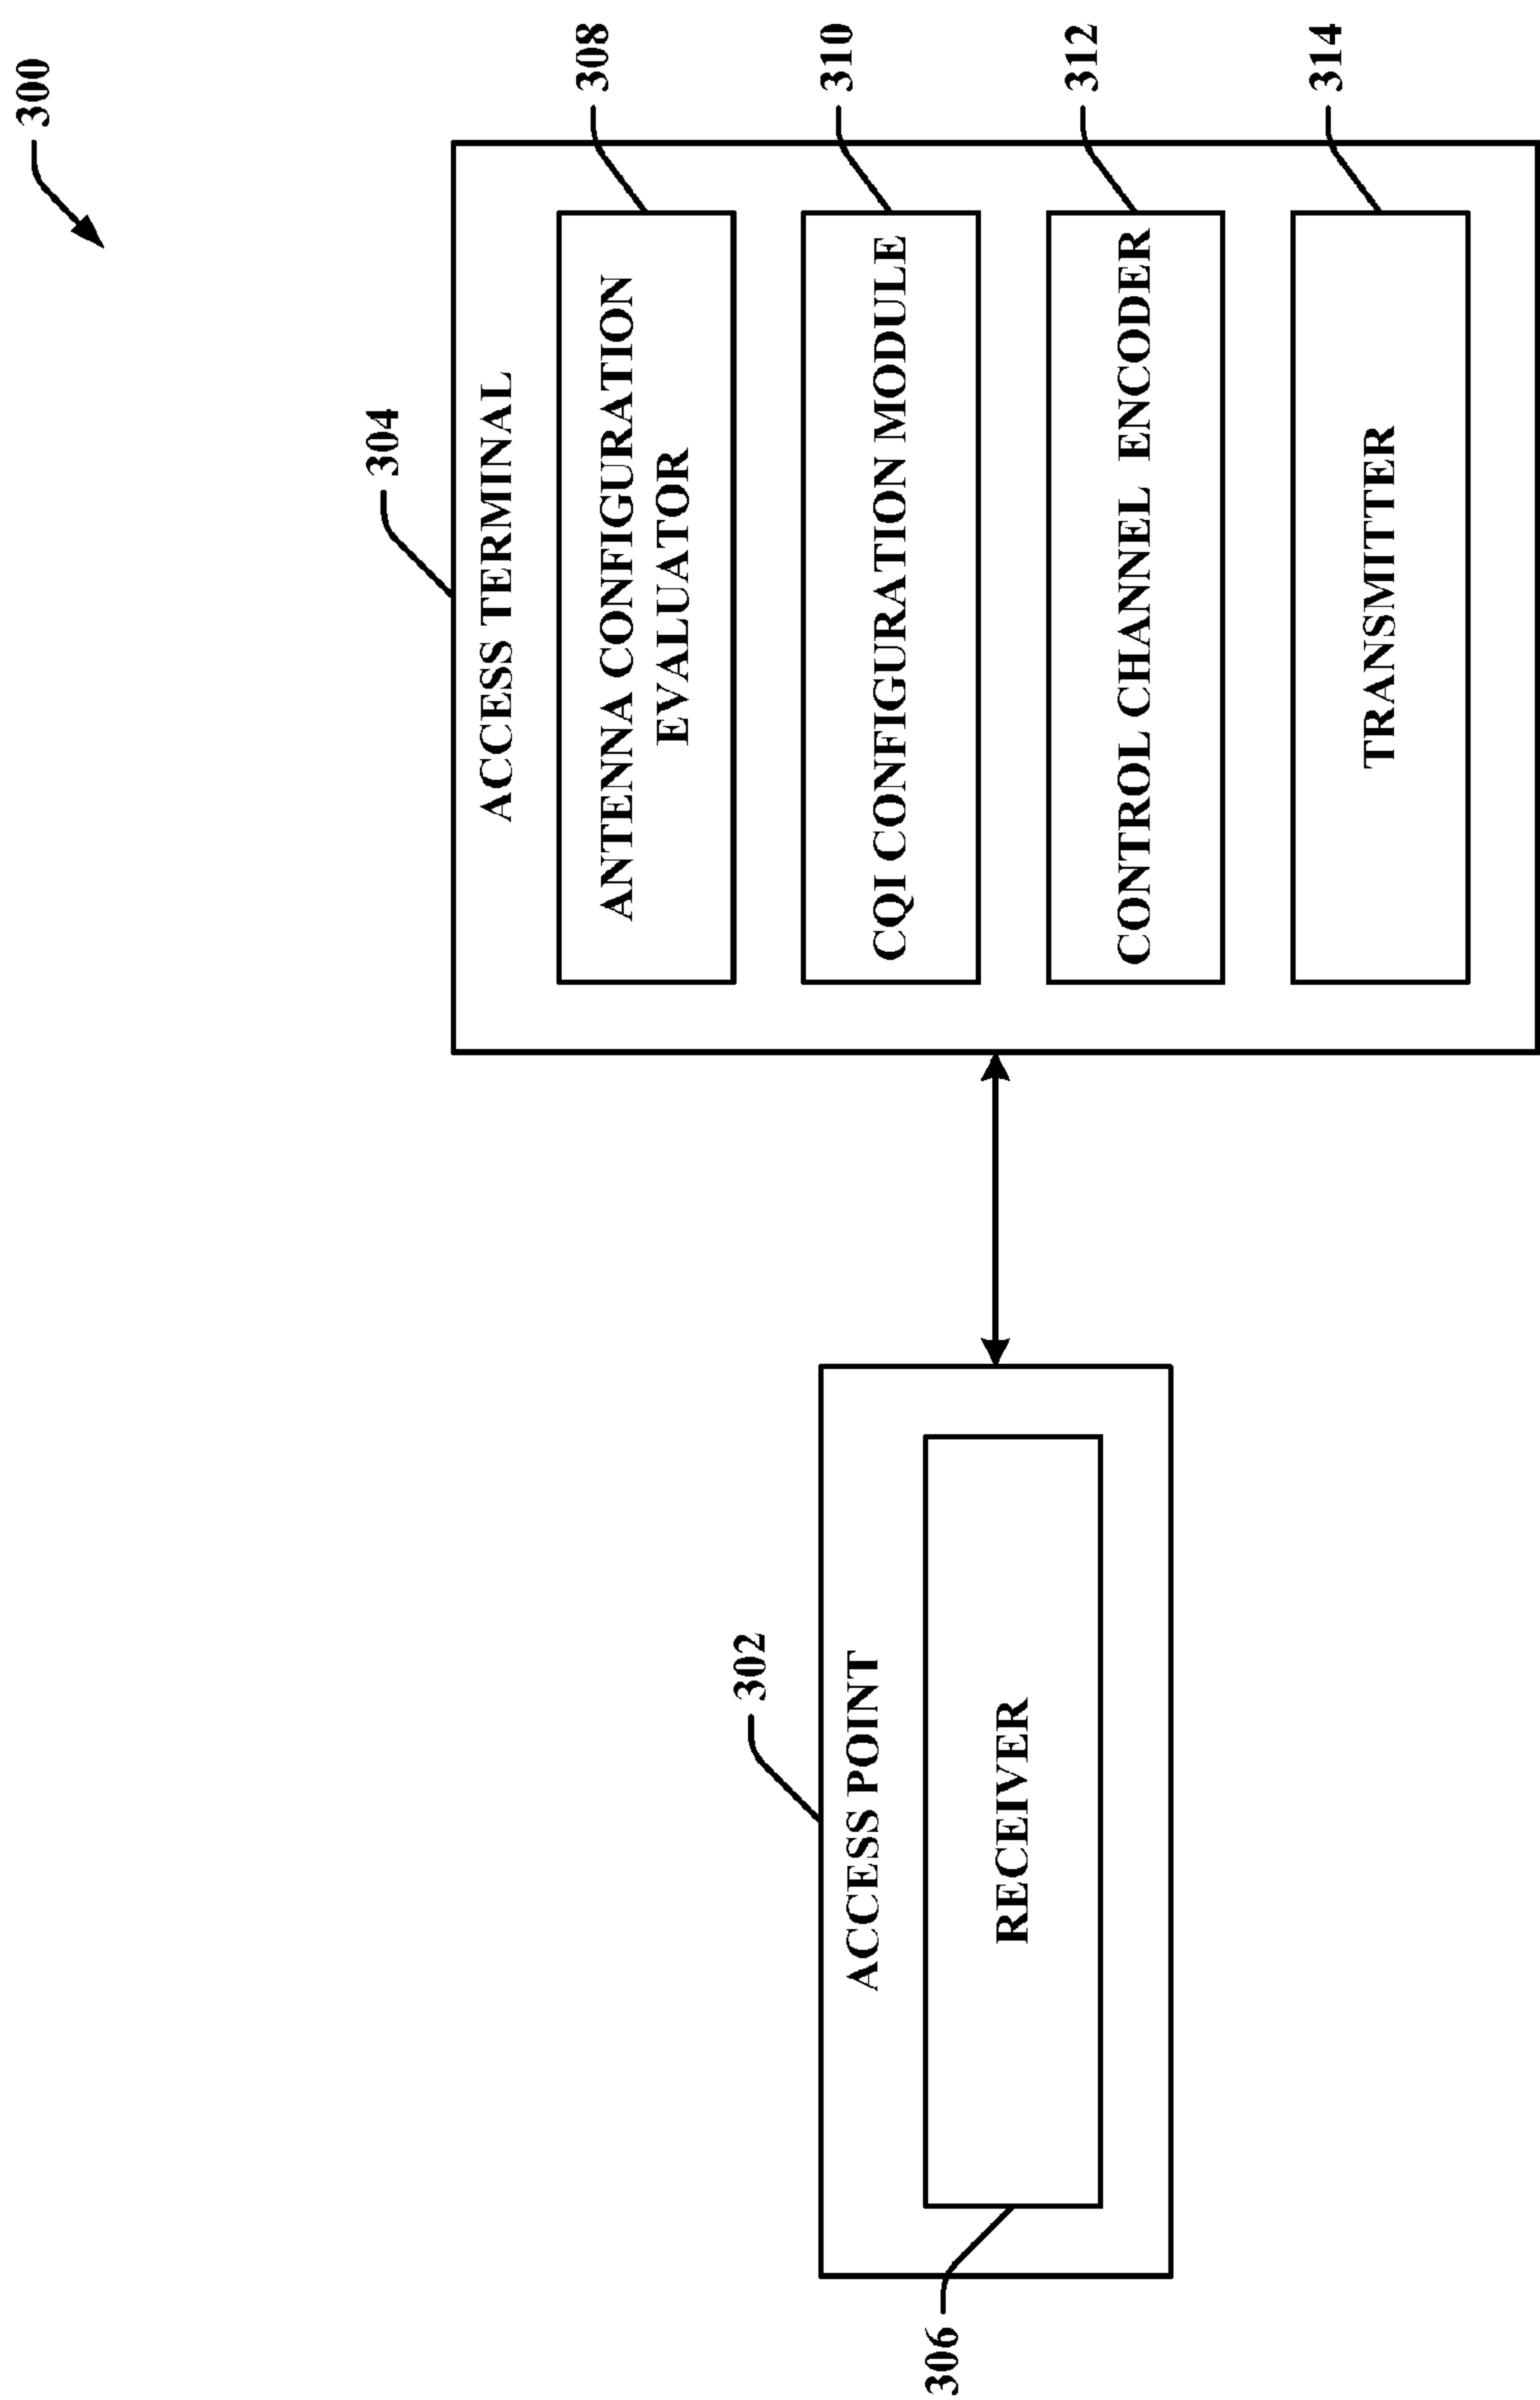 300
304
ACCESS TERMINAL
ANTENNA CONFIGURATION
EVALUATOR
308
CQI CONFIGURATION MODULE
310
CONTROL CHANNEL ENCODER
312
TRANSMITTER
314
302
ACCESS POINT
RECEIVER
306